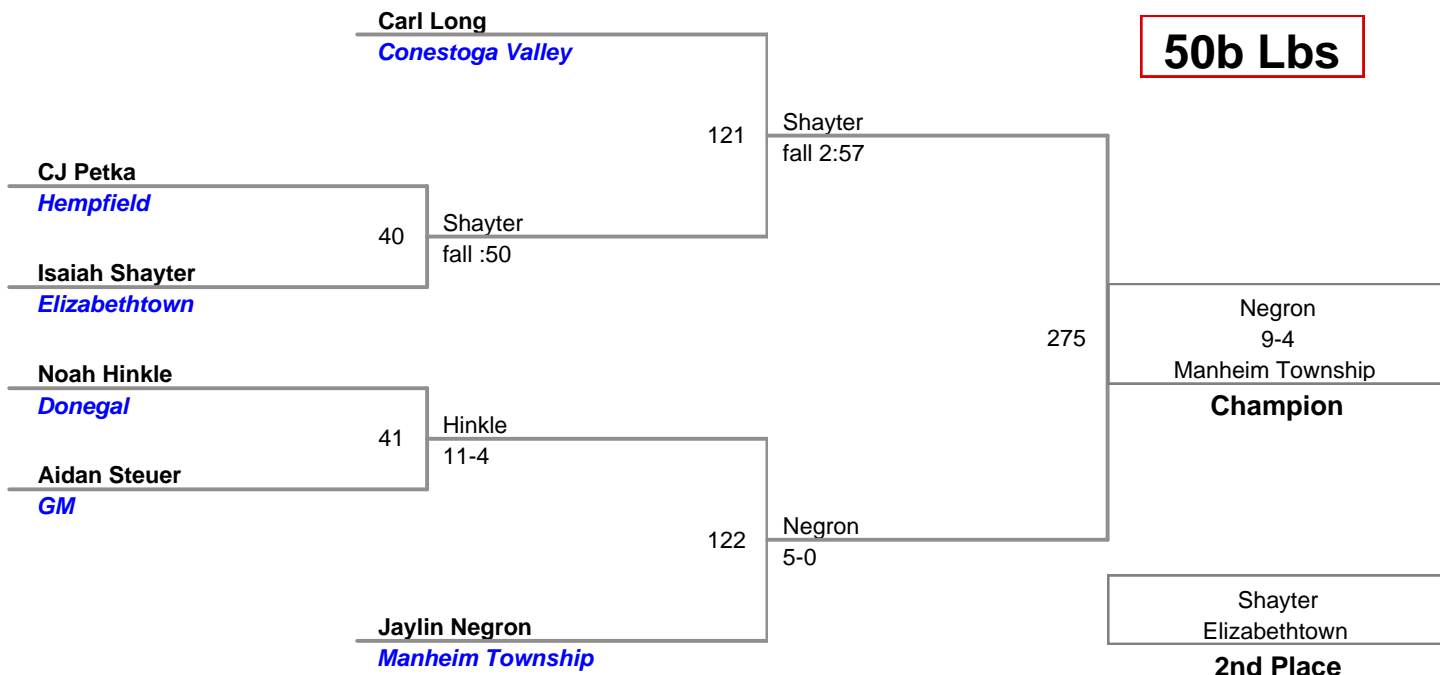 Carl Long
Conestoga Valley
50b Lbs
121
Shayter
fall 2:57
CJ Petka
Hempfield
40
Shayter
fall :50
Isaiah Shayter
Elizabethtown
275
Negron
9-4
Manheim Township
Champion
Noah Hinkle
Donegal
41
Hinkle
11-4
Aidan Steuer
GM
122
Negron
5-0
Jaylin Negron
Manheim Township
Shayter
Elizabethtown
2nd Place